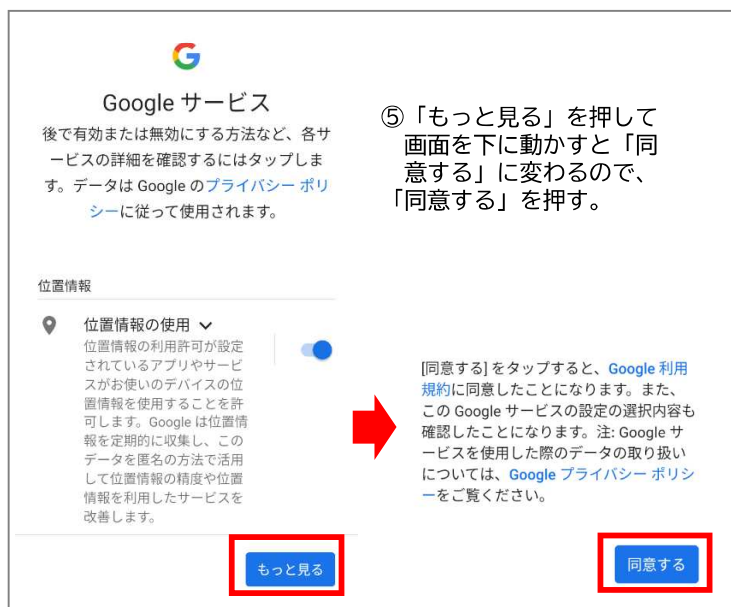 Google サービス
後で有効または無効にする方法など、各サ
ービスの詳細を確認するにはタップしま
す。データは Google のプライバシー ポリ
シーに従って使用されます。
位置情報
位置情報の使用
位置情報の利用許可が設定
されているアプリやサービ
スがお使いのデバイスの位
置情報を使用することを許
可します。Google は位置情
報を定期的に収集し、この
データを匿名の方法で活用
して位置情報の精度や位置
情報を利用したサービスを
改善します。
もっと見る
⑤「もっと見る」を押して
画面を下に動かすと「同
意する」に変わるので、
「同意する」を押す。
[同意する] をタップすると、Google 利用
規約に同意したことになります。また、
この Google サービスの設定の選択内容も
確認したことになります。注: Google サ
ービスを使用した際のデータの取り扱い
については、Google プライバシー ポリシ
ーをご覧ください。
同意する